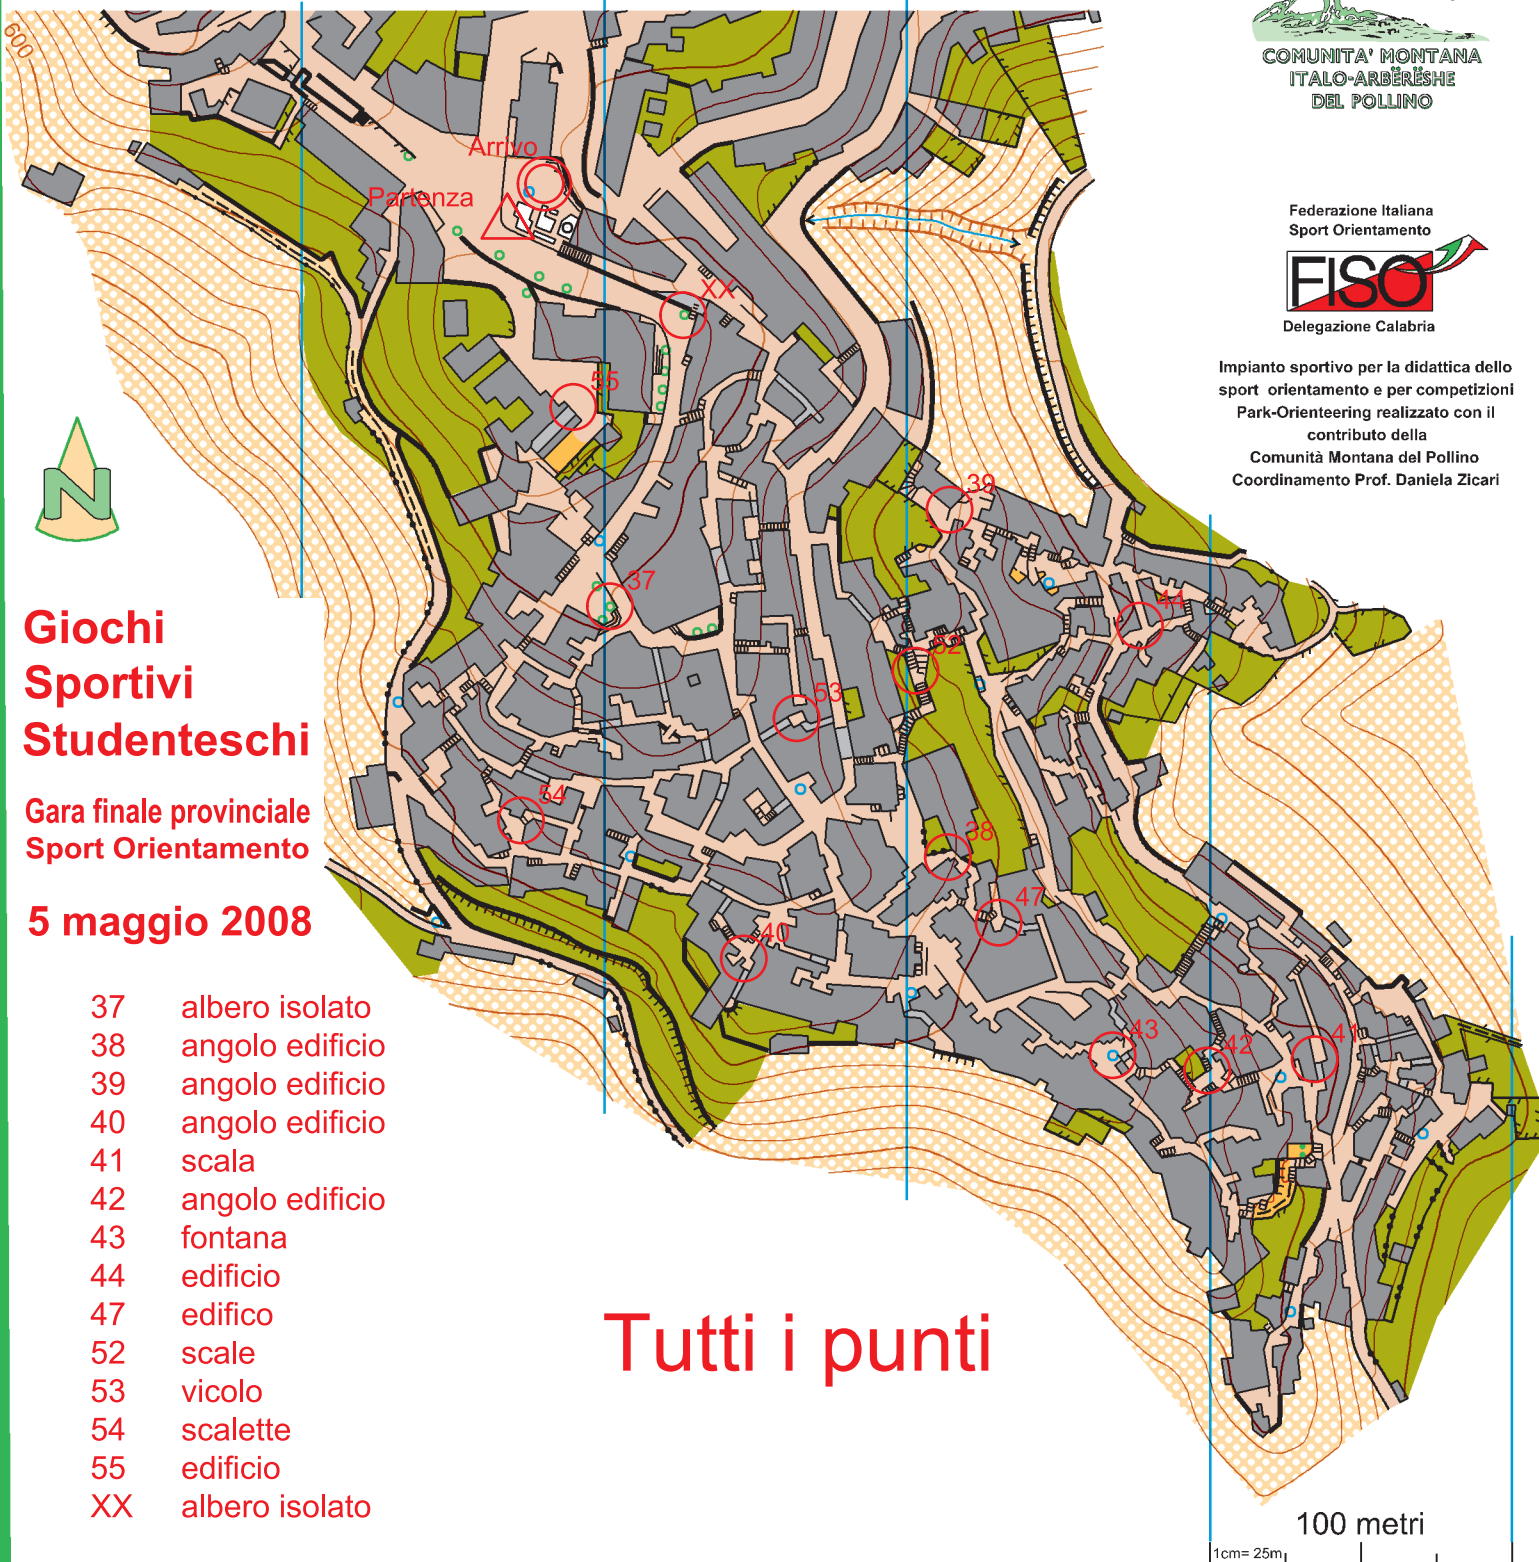 COMUNITA' MONTANA
ITALO-ARBËRËSHE
DEL POLLINO
Federazione Italiana
Sport Orientamento
FISO
Delegazione Calabria
Impianto sportivo per la didattica dello
sport orientamento e per competizioni
Park-Orienteering realizzato con il
contributo della
Comunità Montana del Pollino
Coordinamento Prof. Daniela Zicari
600
Arrivo
Partenza
XX
55
39
37
44
52
53
54
38
47
40
43
42
41
N
Giochi
Sportivi
Studenteschi
Gara finale provinciale
Sport Orientamento
5 maggio 2008
37 albero isolato
38 angolo edificio
39 angolo edificio
40 angolo edificio
41 scala
42 angolo edificio
43 fontana
44 edificio
47 edifico
52 scale
53 vicolo
54 scalette
55 edificio
XX albero isolato
Tutti i punti
100 metri
1cm= 25m